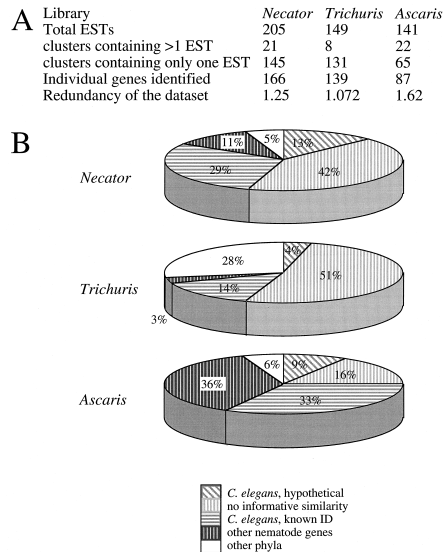 A
Library Necator Trichuris Ascaris
Total ESTs 205 149 141
clusters containing >1 EST 21 8 22
clusters containing only one EST 145 131 65
Individual genes identified 166 139 87
Redundancy of the dataset 1.25 1.072 1.62
B
11% 5% 13%
29% 42%
Necator
28% 4% 51%
14%
Trichuris
3%
6% 9%
36% 16%
33%
Ascaris
C. elegans, hypothetical
no informative similarity
C. elegans, known ID
other nematode genes
other phyla